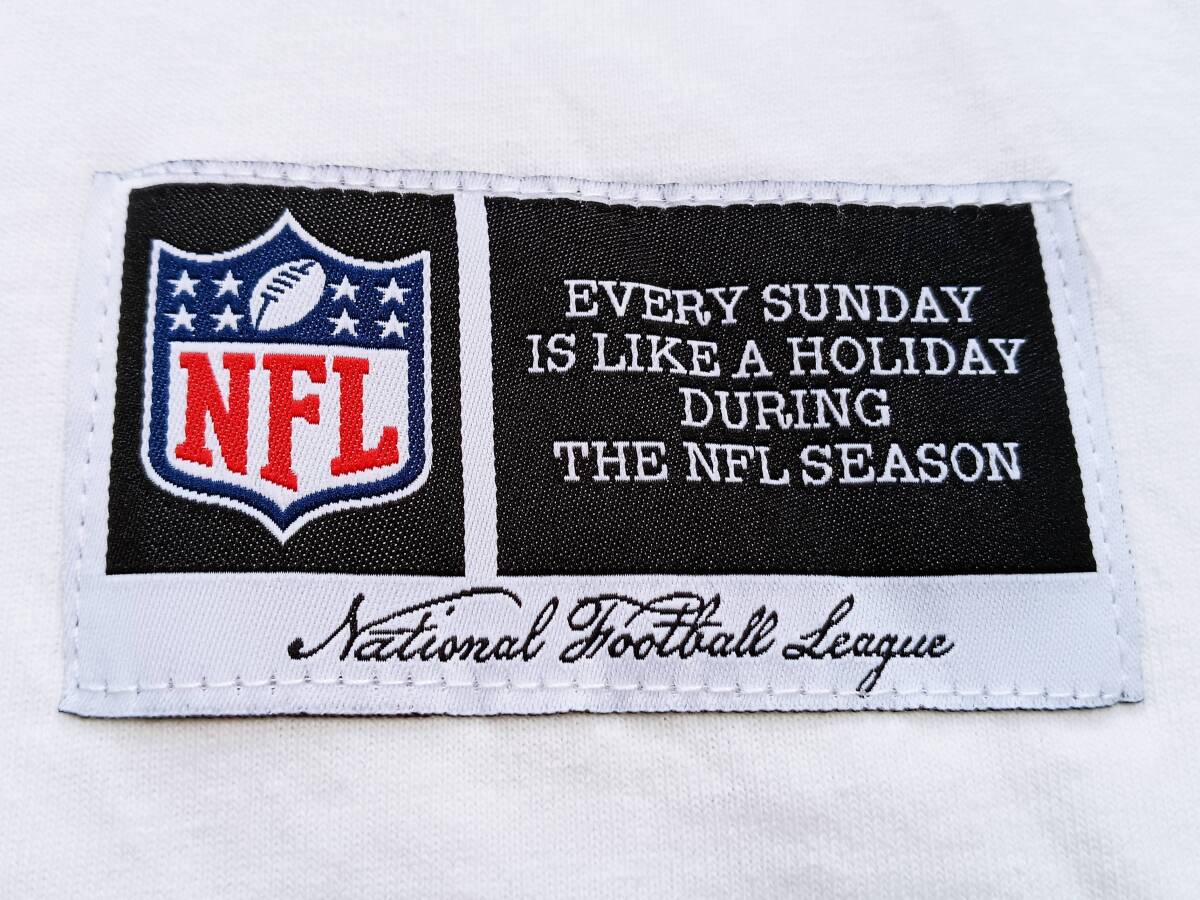 NFL
EVERY SUNDAY
IS LIKE A HOLIDAY
DURING
THE NFL SEASON
National Football League